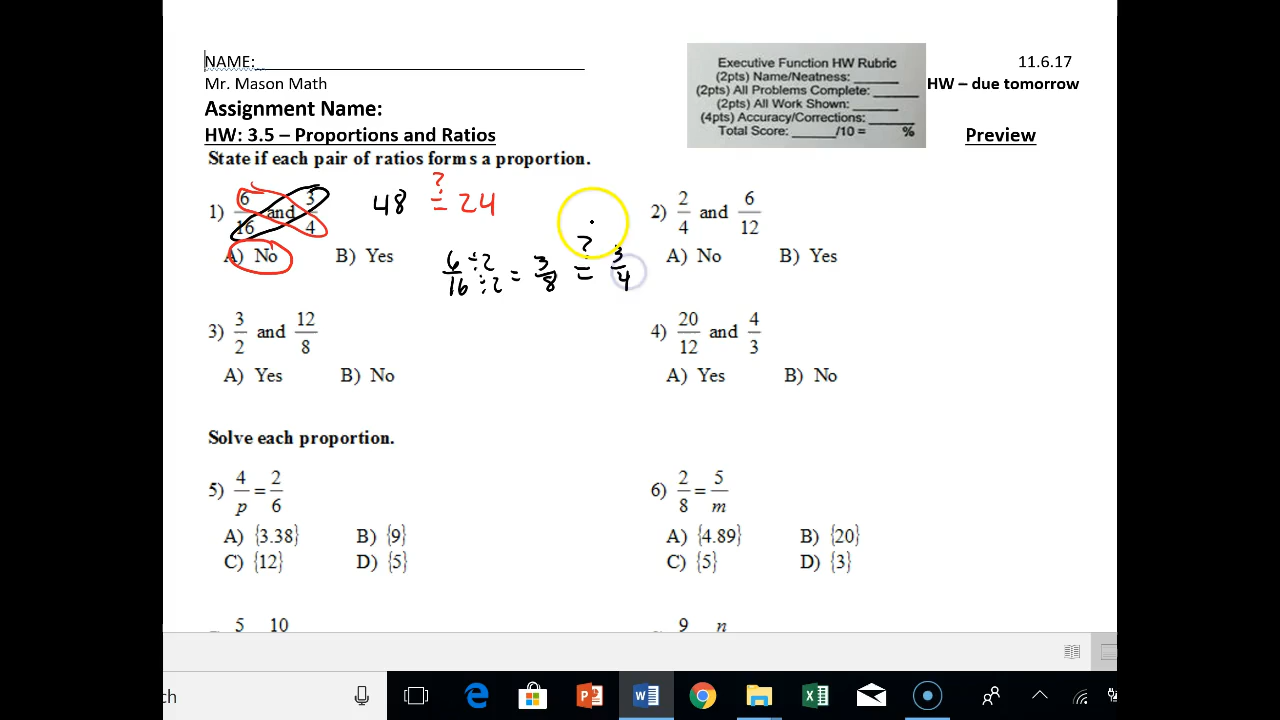 NAME:
Mr. Mason Math
Assignment Name:
HW: 3.5 – Proportions and Ratios
Executive Function HW Rubric
(2pts) Name/Neatness: ______
(2pts) All Problems Complete: ______
(2pts) All Work Shown: ______
(4pts) Accuracy/Corrections: ______
Total Score: ______/10 = %
11.6.17
HW – due tomorrow
Preview
State if each pair of ratios forms a proportion.
1) 6/16 and 3/4
48 ?= 24
A) No B) Yes
6/16 ÷2/÷2 = 3/8 ?= 3/4
2) 2/4 and 6/12
A) No B) Yes
3) 3/2 and 12/8
A) Yes B) No
4) 20/12 and 4/3
A) Yes B) No
Solve each proportion.
5) 4/p = 2/6
A) {3.38} B) {9}
C) {12} D) {5}
6) 2/8 = 5/m
A) {4.89} B) {20}
C) {5} D) {3}
5 10
9 n
ch